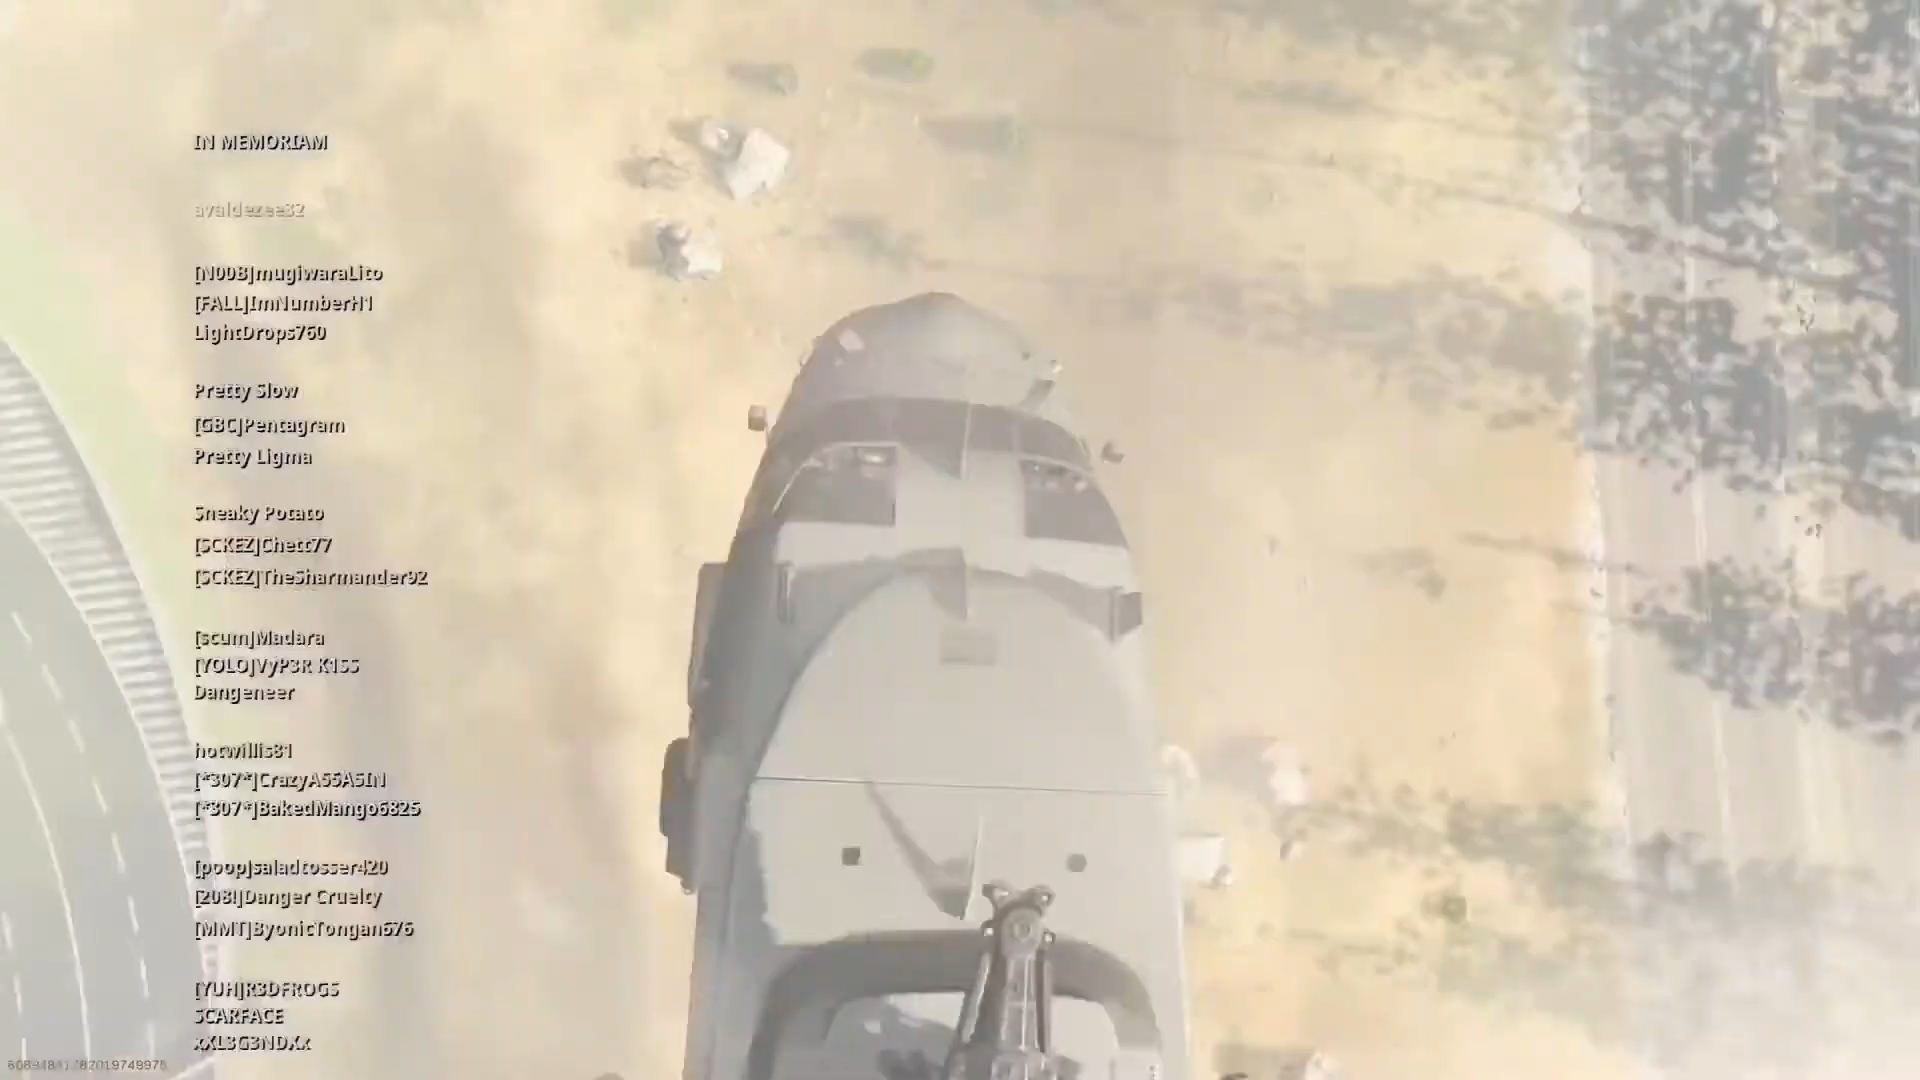 IN MEMORIAM
avaldezee32
[N00B]mugiwaraLito
[FALL]ImNumberH1
LightDrops760
Pretty Slow
[GBC]Pentagram
Pretty Ligma
Sneaky Potato
[SCKEZ]Chett77
[SCKEZ]TheSharmander92
[scum]Madara
[YOLO]VyP3R K1SS
Dangeneer
hotwillis81
[*307*]CrazyA55A5IN
[*307*]BakedMango6825
[poop]saladtosser420
[208!]Danger Cruelty
[MMT]ByonicTongan676
[YUH]R3DFROGS
SCARFACE
xXL3G3NDXx